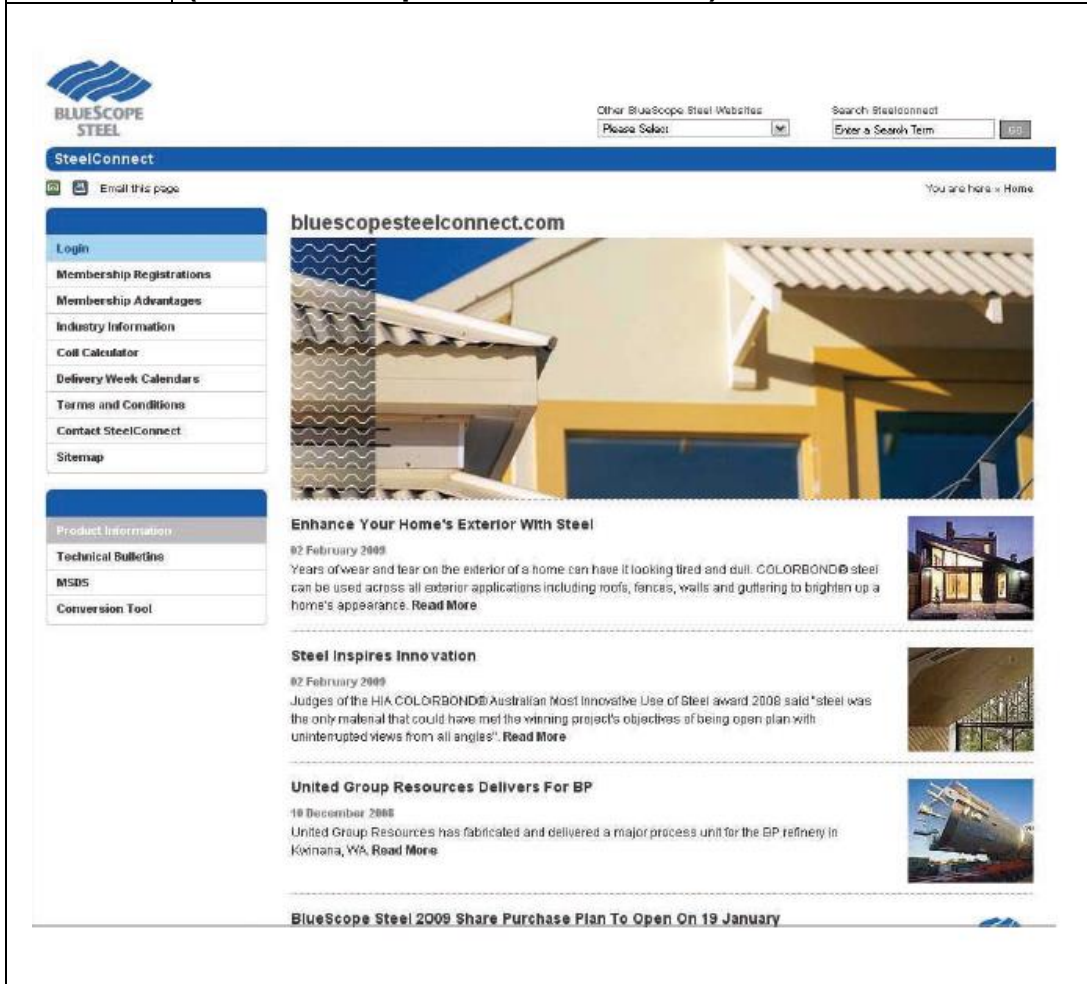 BLUESCOPE
STEEL
Other BlueScope Steel Websites
Please Select
Search Steelconnect
Enter a Search Term
GO
SteelConnect
Email this page
You are here » Home
Login
Membership Registrations
Membership Advantages
Industry Information
Coil Calculator
Delivery Week Calendars
Terms and Conditions
Contact SteelConnect
Sitemap
Product Information
Technical Bulletins
MSDS
Conversion Tool
bluescopesteelconnect.com
Enhance Your Home's Exterior With Steel
02 February 2009
Years of wear and tear on the exterior of a home can have it looking tired and dull. COLORBOND® steel
can be used across all exterior applications including roofs, fences, walls and guttering to brighten up a
home's appearance. Read More
Steel Inspires Innovation
02 February 2009
Judges of the HIA COLORBOND® Australian Most Innovative Use of Steel award 2008 said "steel was
the only material that could have met the winning project's objectives of being open plan with
uninterrupted views from all angles". Read More
United Group Resources Delivers For BP
10 December 2008
United Group Resources has fabricated and delivered a major process unit for the BP refinery in
Kwinana, WA. Read More
BlueScope Steel 2009 Share Purchase Plan To Open On 19 January